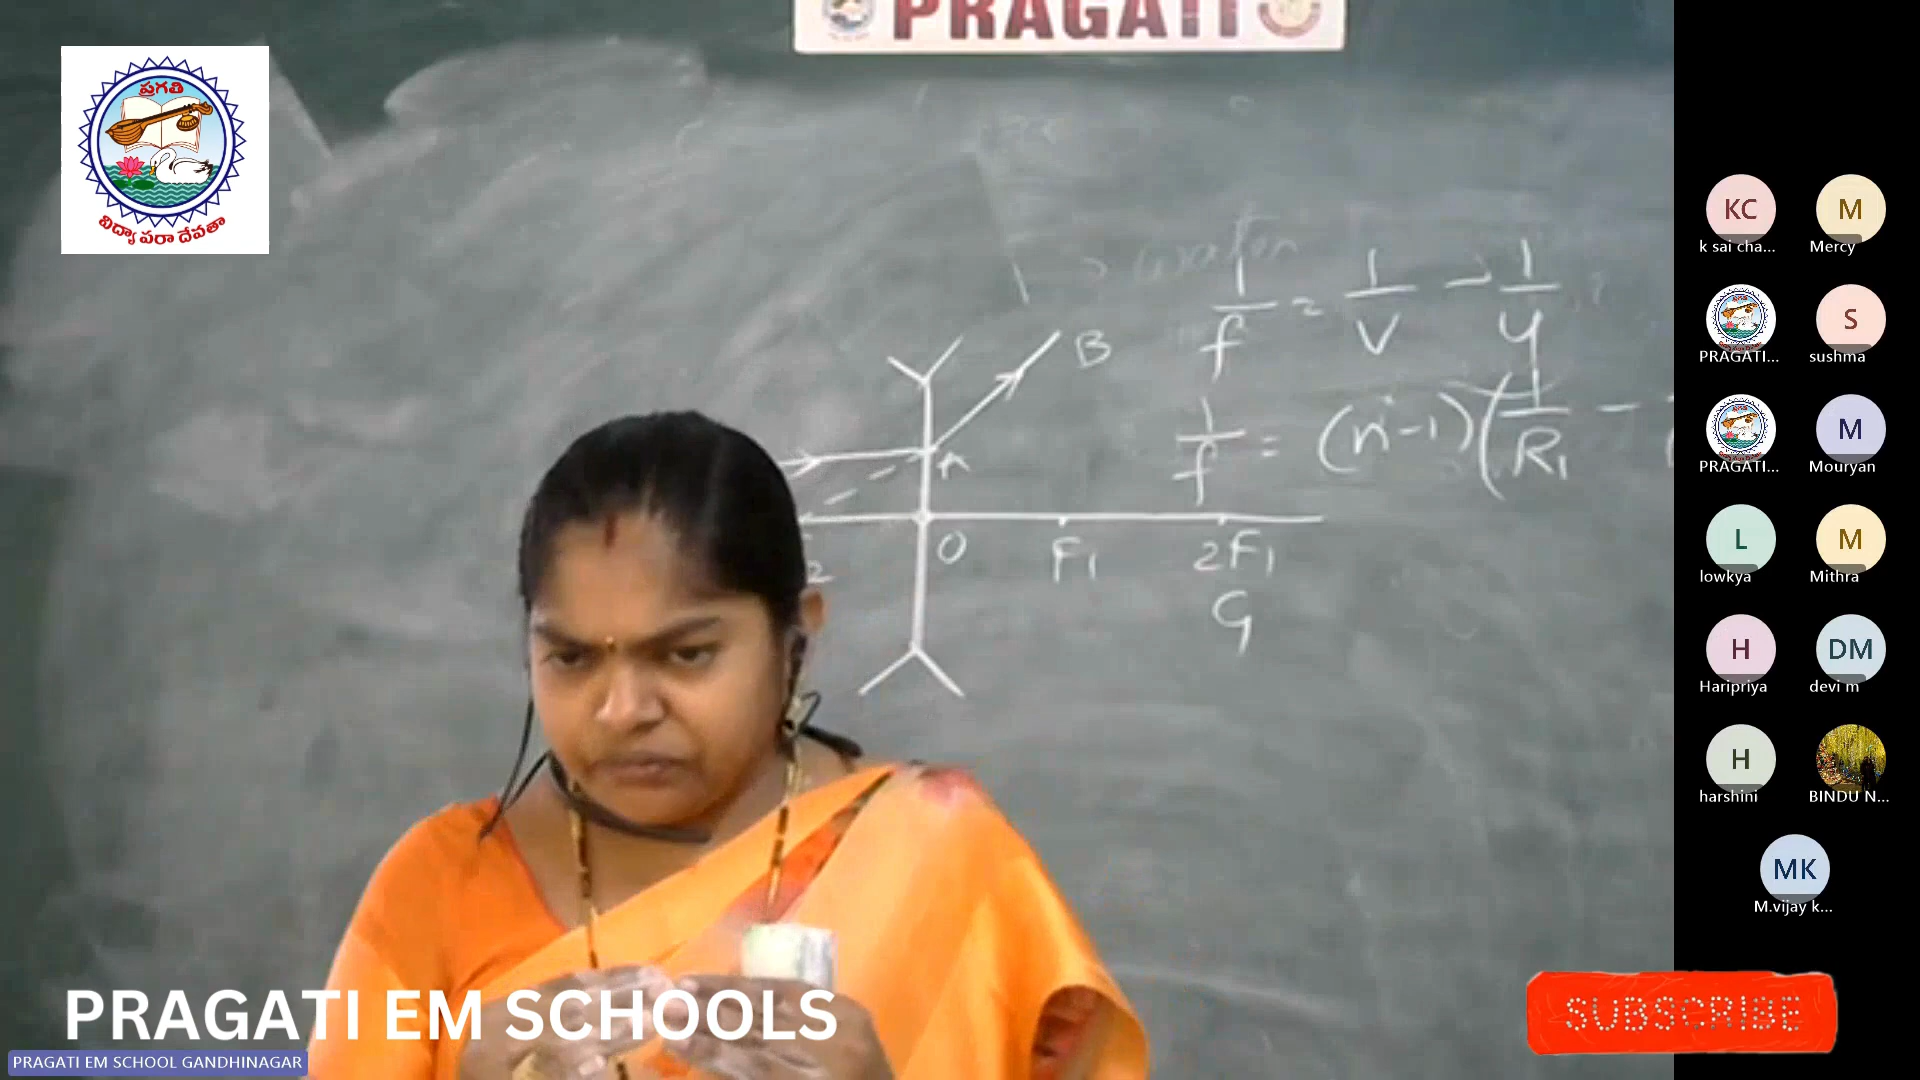 PRAGATI
ప్రగతి
విద్యా పరా దేవతా
1/f = 1/v - 1/u
B
1/f = (n-1)(1/R1 -
A
O
F1
2F1
2
C1
KC
k sai cha...
M
Mercy
PRAGATI...
S
sushma
PRAGATI...
M
Mouryan
L
lowkya
M
Mithra
H
Haripriya
DM
devi m
H
harshini
BINDU N...
MK
M.vijay k...
SUBSCRIBE
PRAGATI EM SCHOOLS
PRAGATI EM SCHOOL GANDHINAGAR